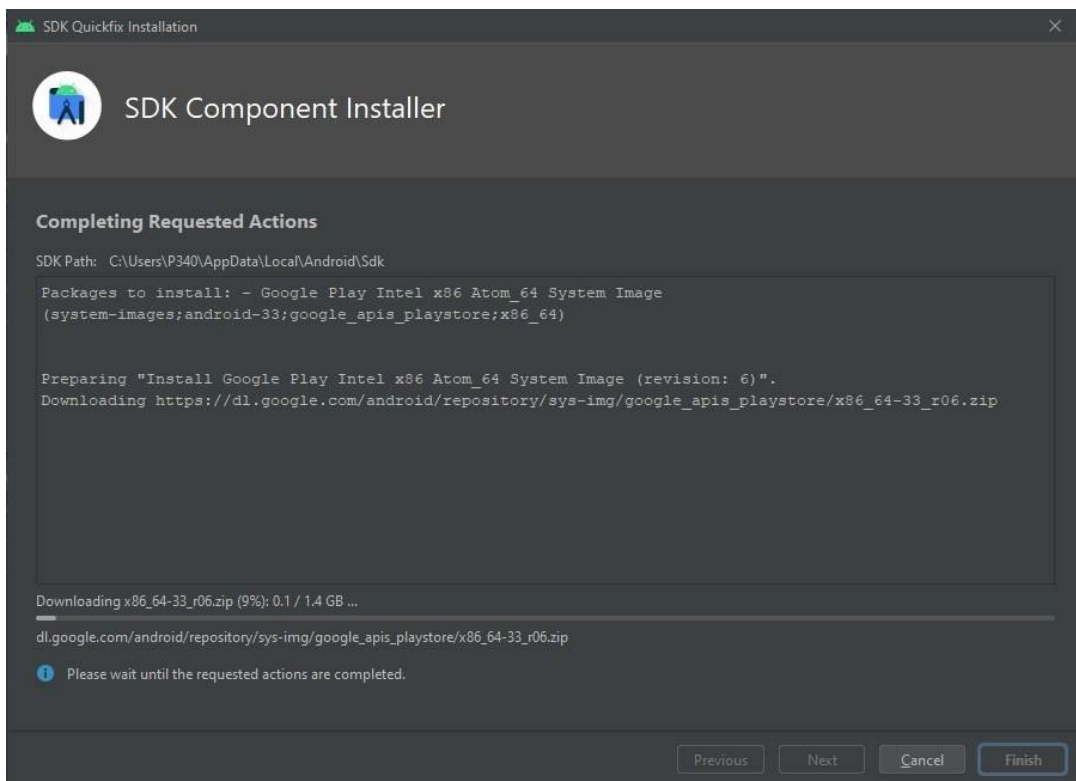 SDK Quickfix Installation
SDK Component Installer
Completing Requested Actions
SDK Path: C:\Users\P340\AppData\Local\Android\Sdk
Packages to install: - Google Play Intel x86 Atom_64 System Image
(system-images;android-33;google_apis_playstore;x86_64)
Preparing "Install Google Play Intel x86 Atom_64 System Image (revision: 6)".
Downloading https://dl.google.com/android/repository/sys-img/google_apis_playstore/x86_64-33_r06.zip
Downloading x86_64-33_r06.zip (9%): 0.1 / 1.4 GB ...
dl.google.com/android/repository/sys-img/google_apis_playstore/x86_64-33_r06.zip
Please wait until the requested actions are completed.
Previous Next Cancel Finish